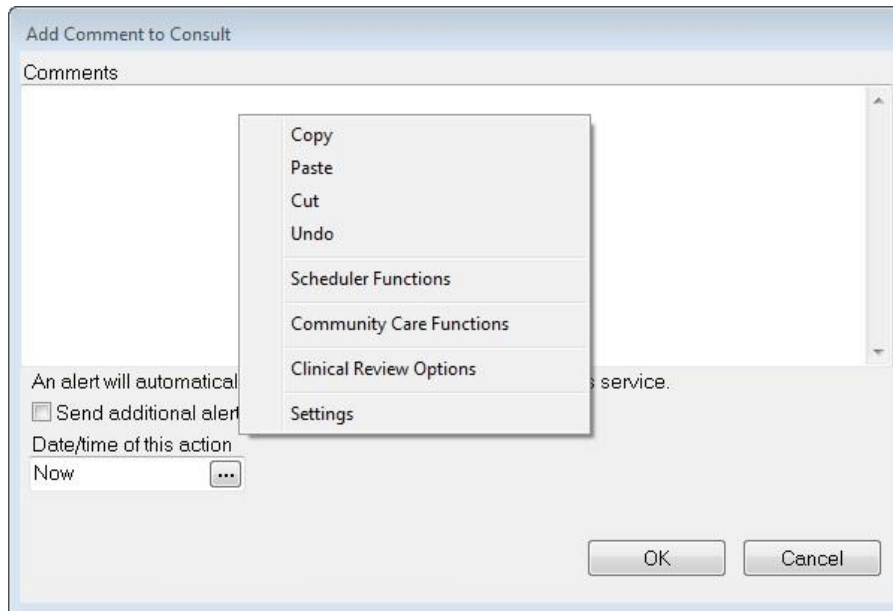 Add Comment to Consult
Comments
Copy
Paste
Cut
Undo
Scheduler Functions
Community Care Functions
Clinical Review Options
Settings
An alert will automatical service.
Send additional alert
Date/time of this action
Now ...
OK Cancel